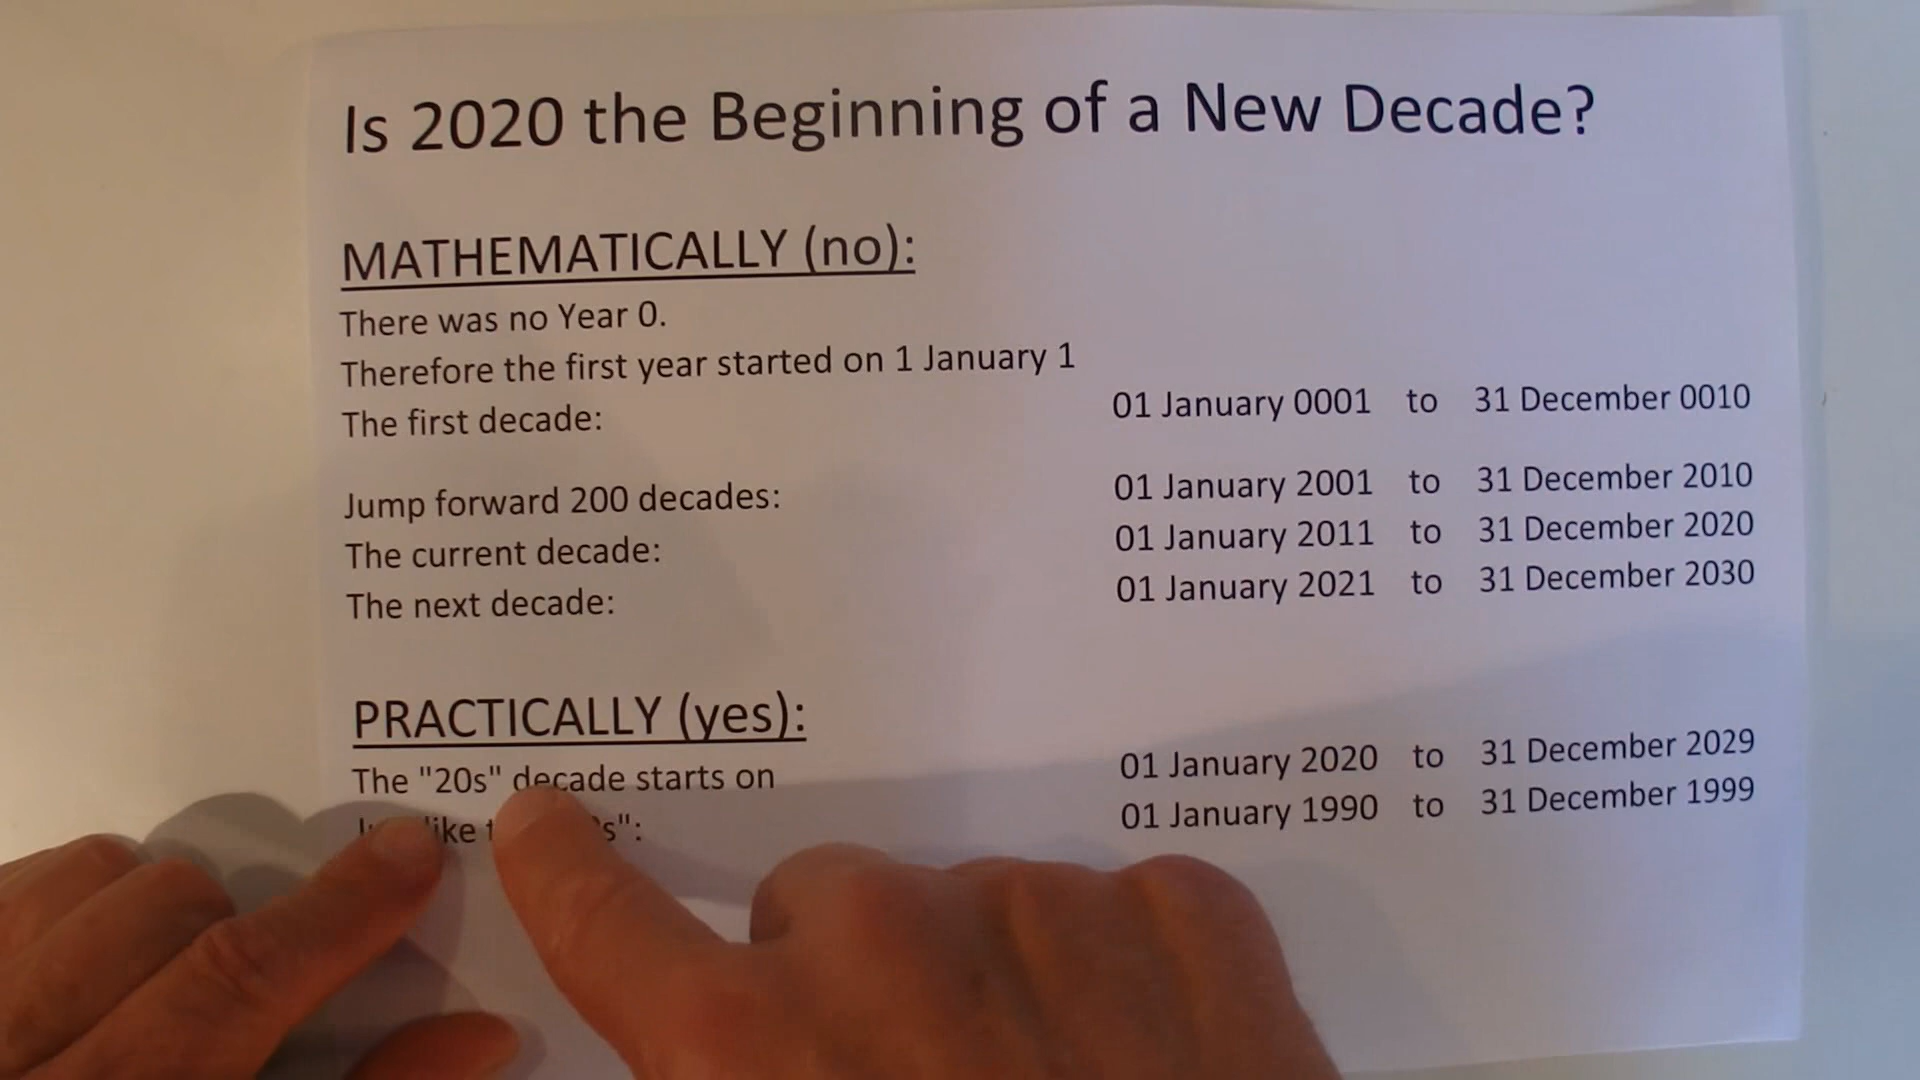 Is 2020 the Beginning of a New Decade?
MATHEMATICALLY (no):
There was no Year 0.
Therefore the first year started on 1 January 1
The first decade: 01 January 0001 to 31 December 0010
Jump forward 200 decades: 01 January 2001 to 31 December 2010
The current decade: 01 January 2011 to 31 December 2020
The next decade: 01 January 2021 to 31 December 2030
PRACTICALLY (yes):
The "20s" decade starts on 01 January 2020 to 31 December 2029
like 01 January 1990 to 31 December 1999